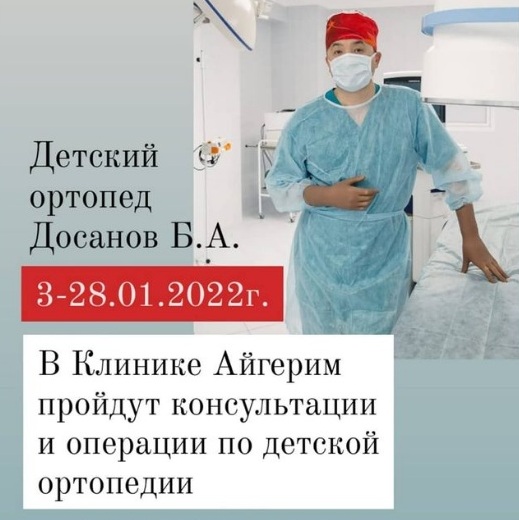 Детский
ортопед
Досанов Б.А.
3-28.01.2022г.
В Клинике Айгерим
пройдут консультации
и операции по детской
ортопедии